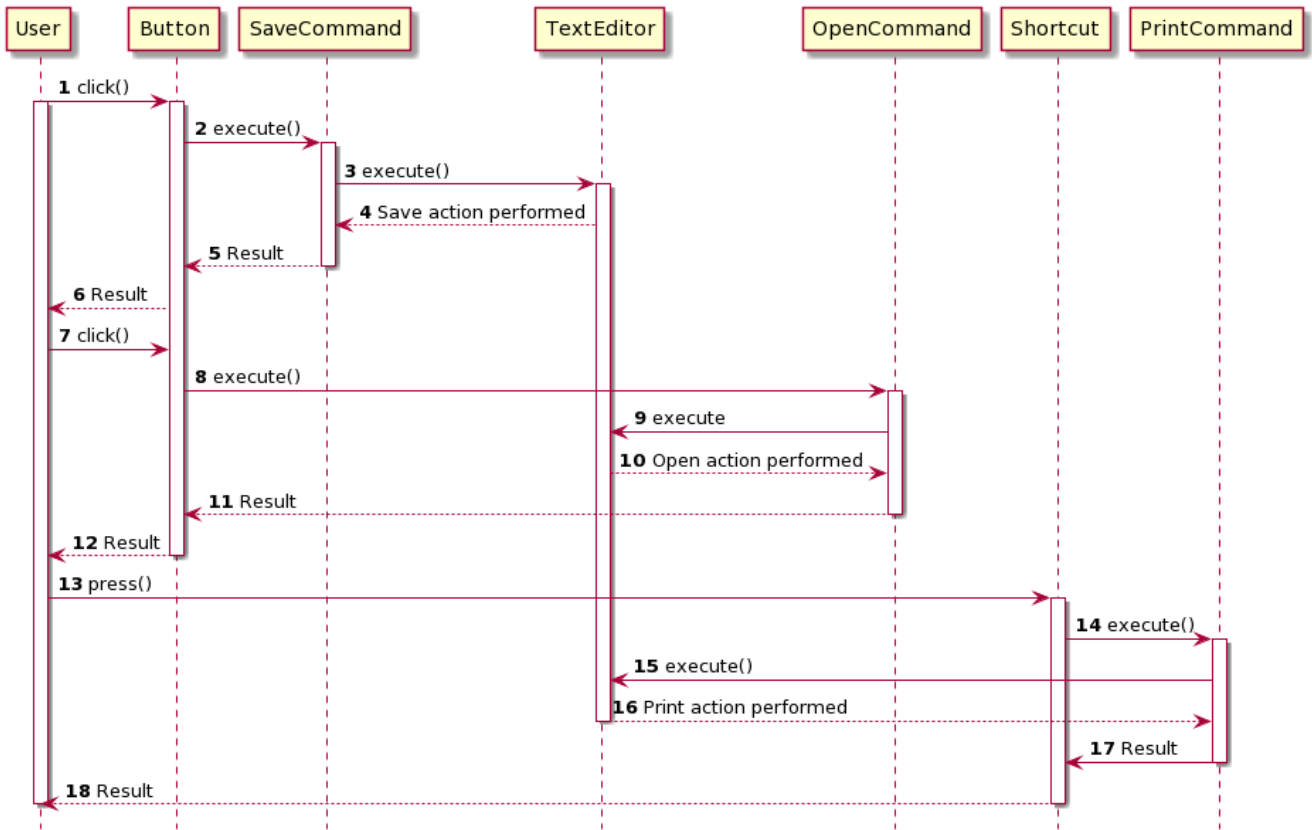 User
Button
SaveCommand
TextEditor
OpenCommand
Shortcut
PrintCommand
1 click()
2 execute()
3 execute()
4 Save action performed
5 Result
6 Result
7 click()
8 execute()
9 execute
10 Open action performed
11 Result
12 Result
13 press()
14 execute()
15 execute()
16 Print action performed
17 Result
18 Result